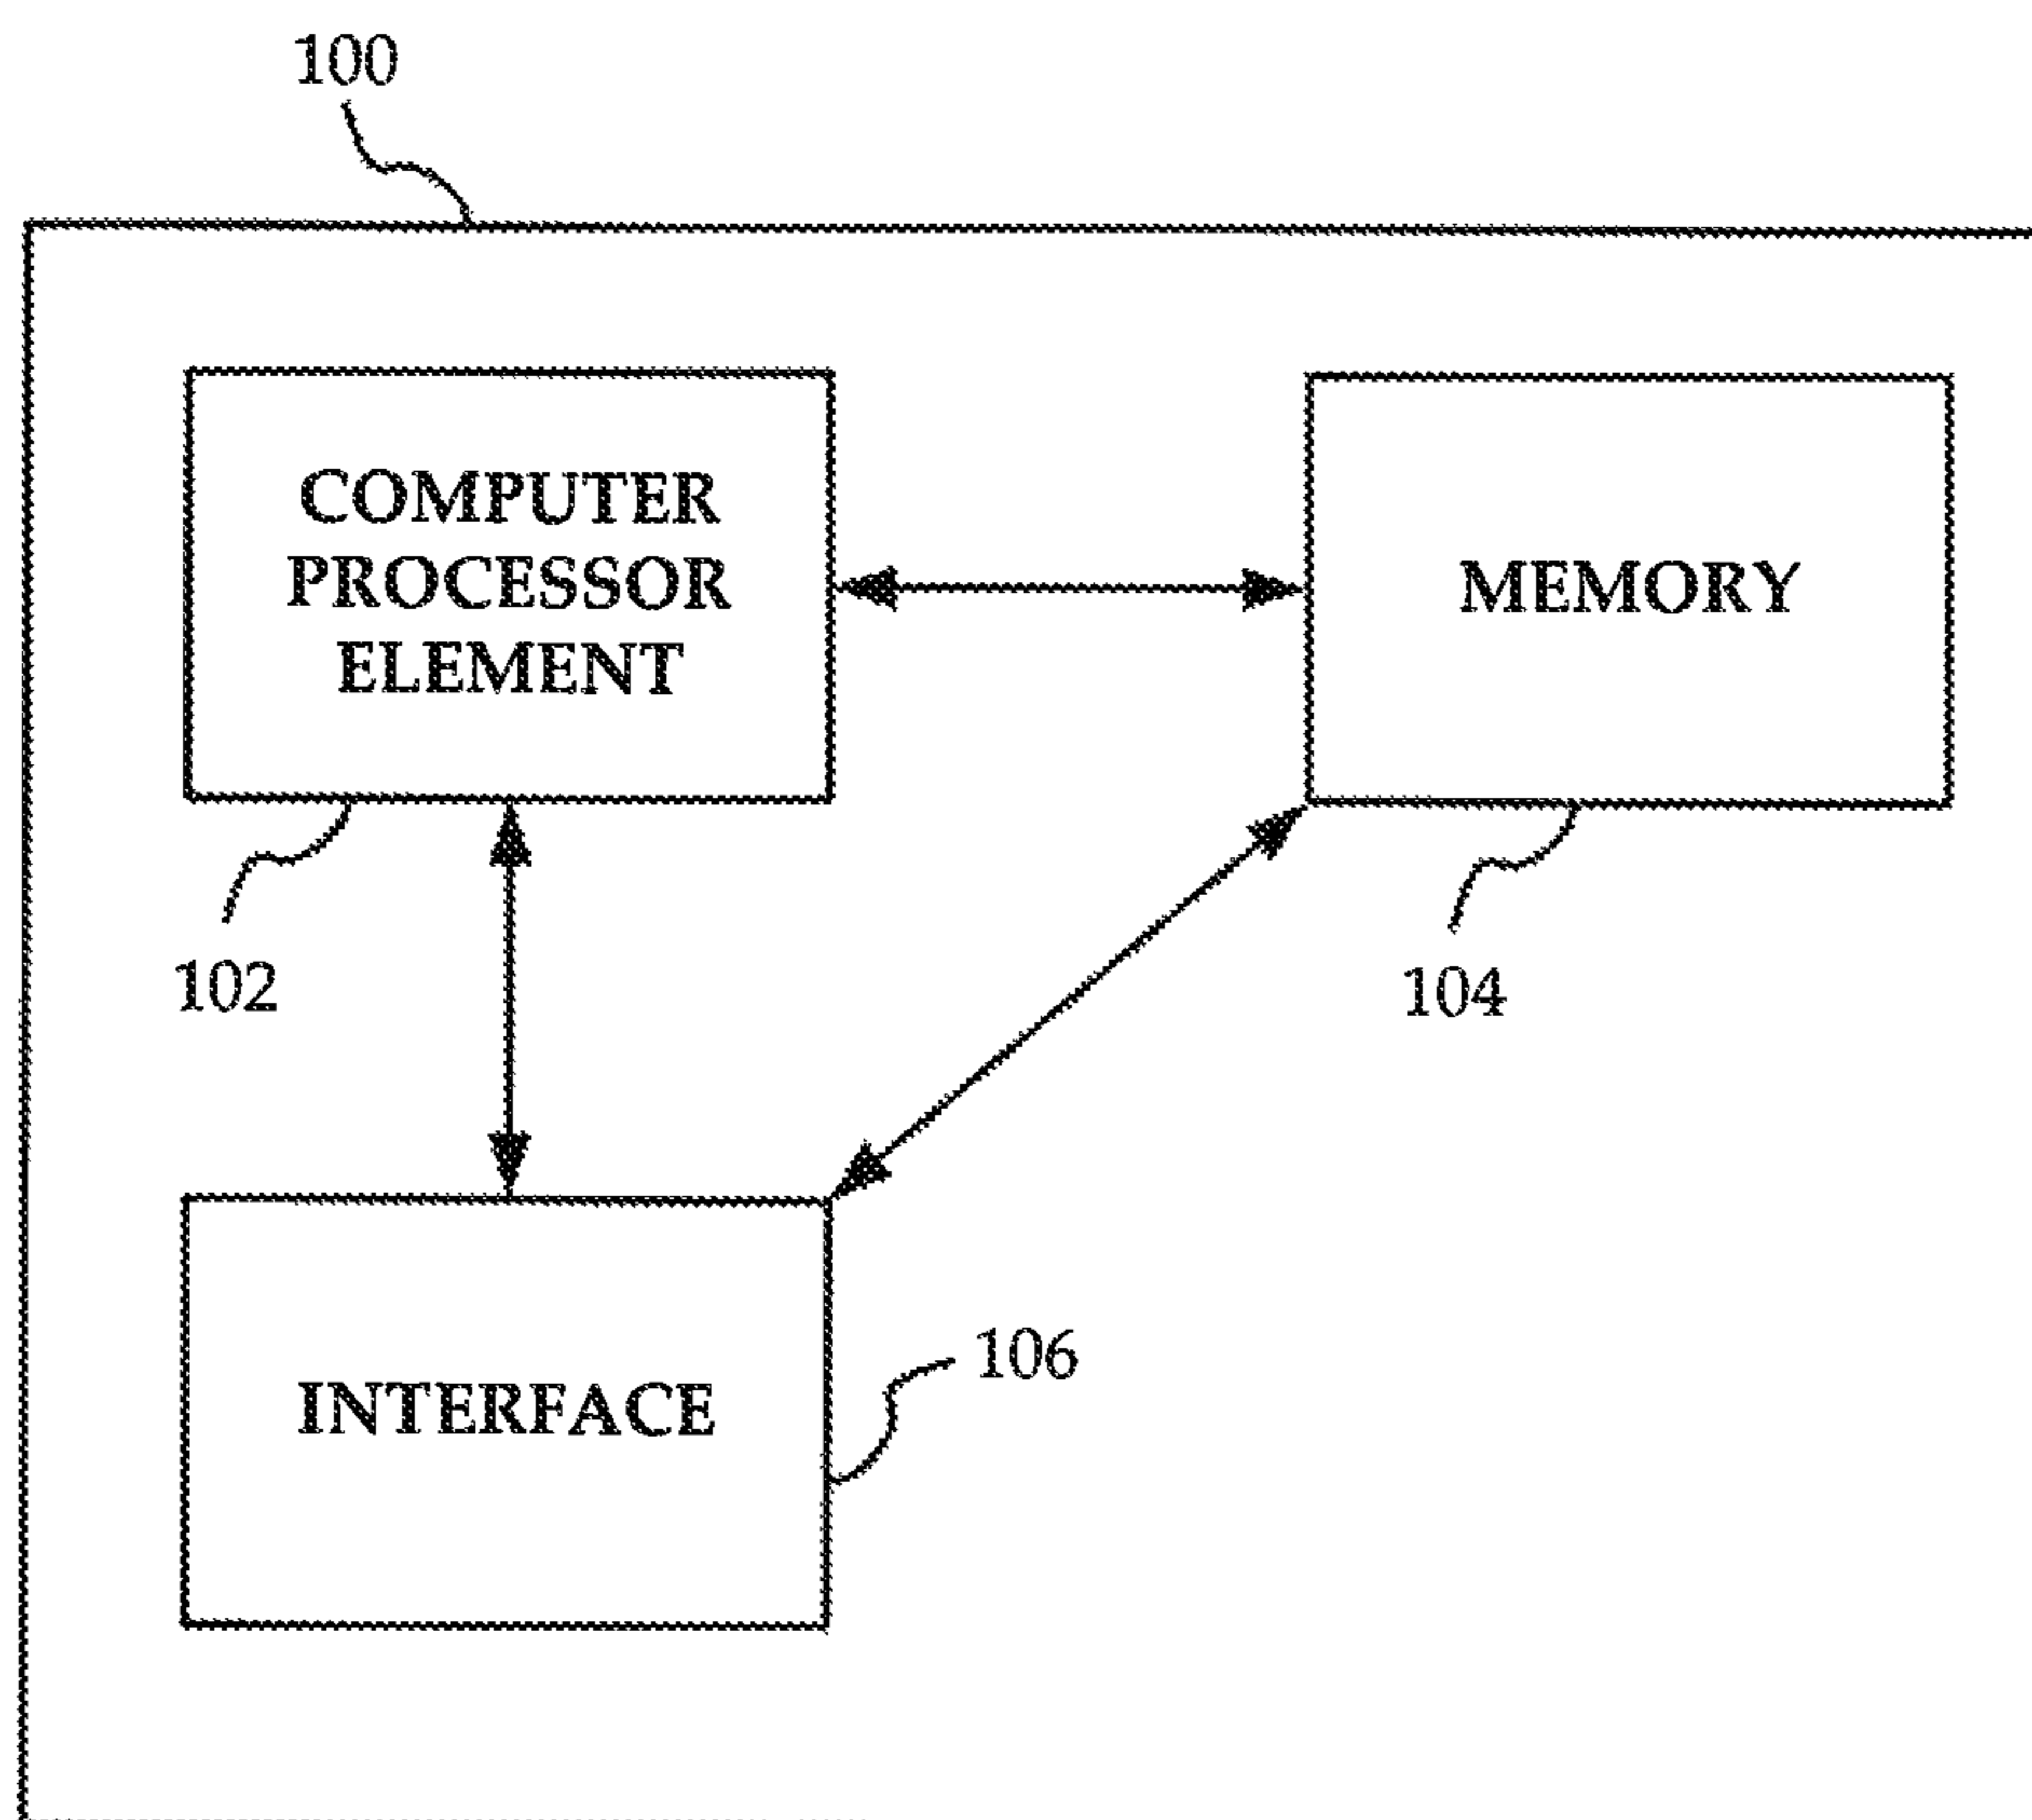 100
COMPUTER
PROCESSOR
ELEMENT
MEMORY
102
104
INTERFACE
106